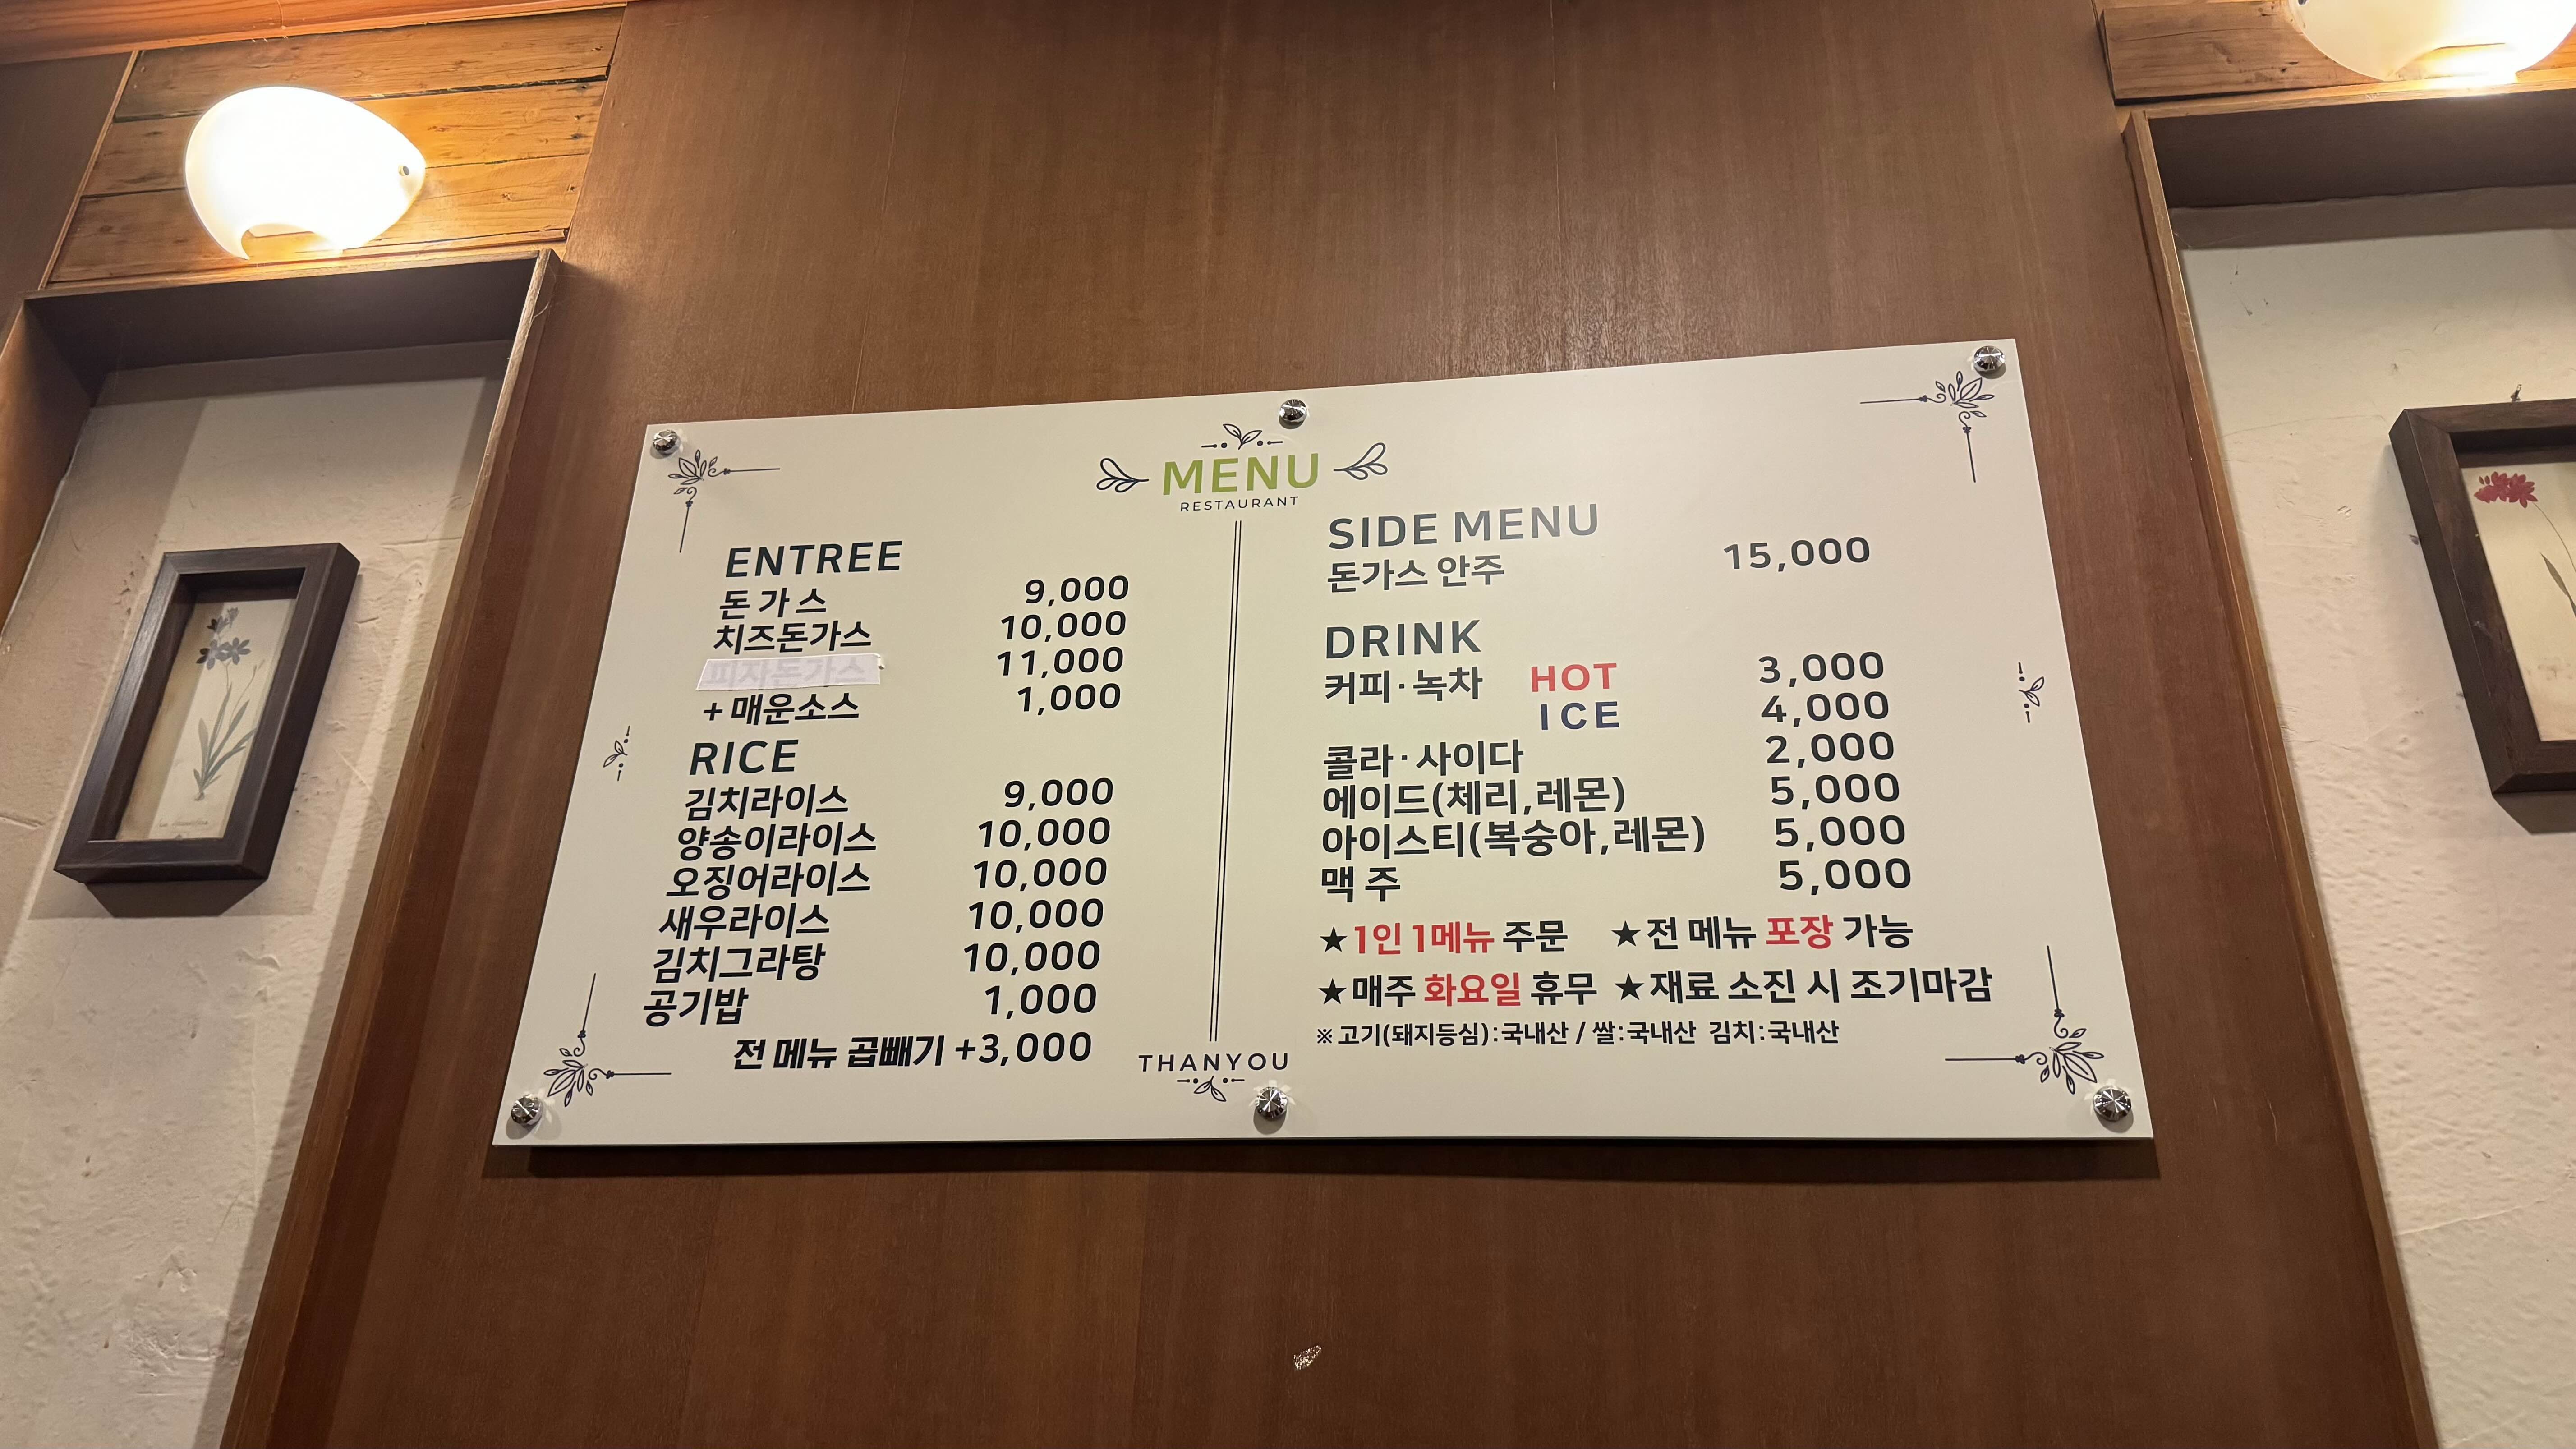 MENU
RESTAURANT
ENTREE
돈 가 스 9,000
치즈돈가스 10,000
피자돈가스 11,000
+ 매운소스 1,000
RICE
김치라이스 9,000
양송이라이스 10,000
오징어라이스 10,000
새우라이스 10,000
김치그라탕 10,000
공기밥 1,000
전 메뉴 곱빼기 +3,000
SIDE MENU
돈가스 안주 15,000
DRINK
커피·녹차 HOT 3,000
ICE 4,000
콜라·사이다 2,000
에이드(체리,레몬) 5,000
아이스티(복숭아,레몬) 5,000
맥 주 5,000
★1인 1메뉴 주문 ★전 메뉴 포장 가능
★매주 화요일 휴무 ★재료 소진 시 조기마감
※고기(돼지등심):국내산 / 쌀:국내산 김치:국내산
THANYOU